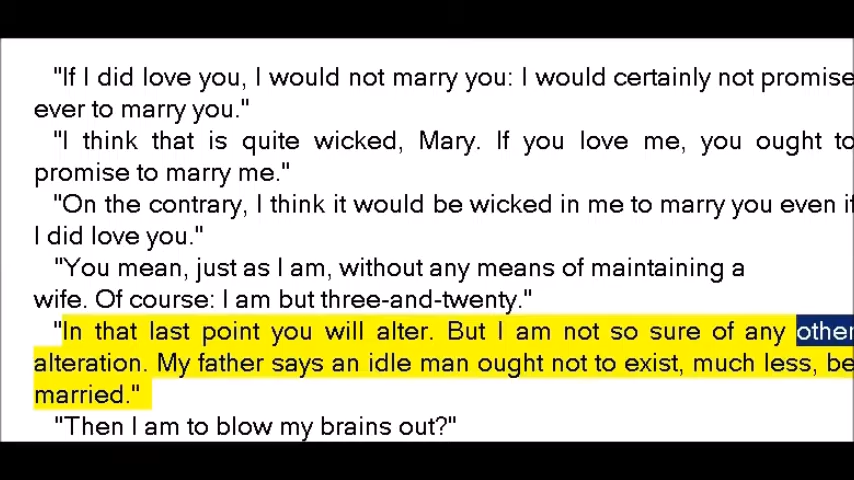 "If I did love you, I would not marry you: I would certainly not promise
ever to marry you."
"I think that is quite wicked, Mary. If you love me, you ought to
promise to marry me."
"On the contrary, I think it would be wicked in me to marry you even if
I did love you."
"You mean, just as I am, without any means of maintaining a
wife. Of course: I am but three-and-twenty."
"In that last point you will alter. But I am not so sure of any other
alteration. My father says an idle man ought not to exist, much less, be
married."
"Then I am to blow my brains out?"